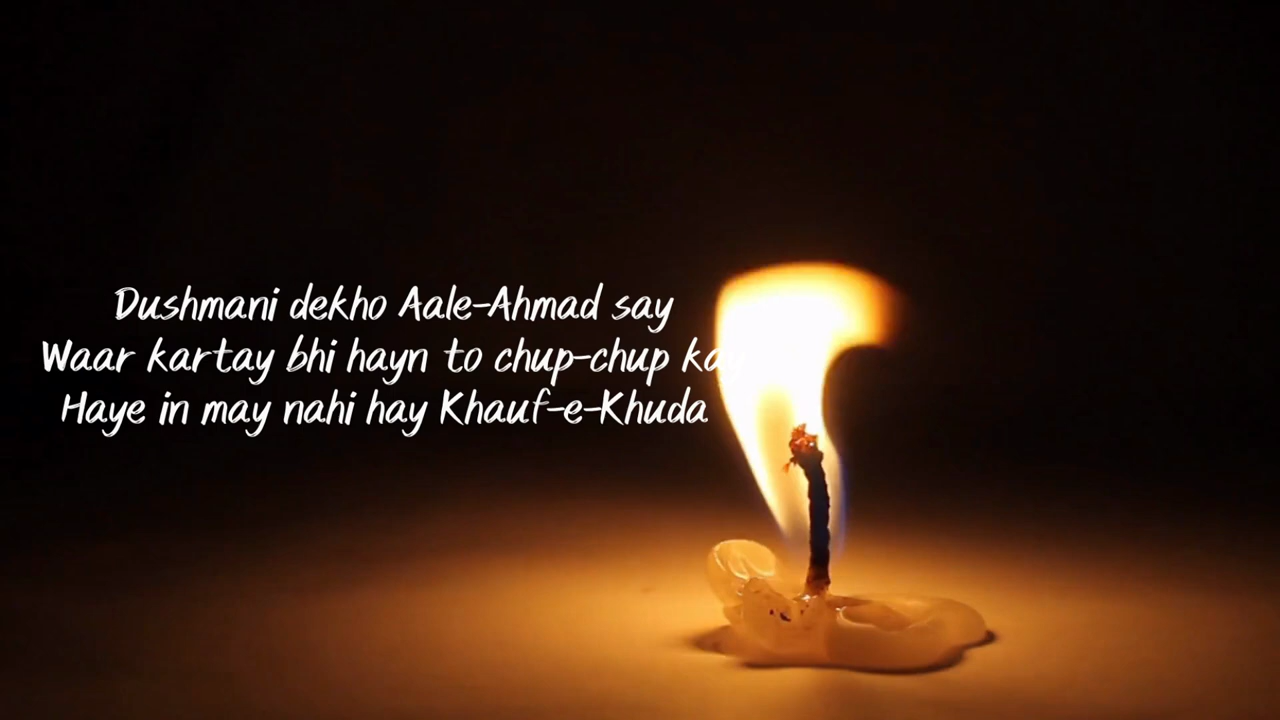 Dushmani dekho Aale-Ahmad say
Waar kartay bhi hayn to chup-chup kay
Haye in may nahi hay Khauf-e-Khuda